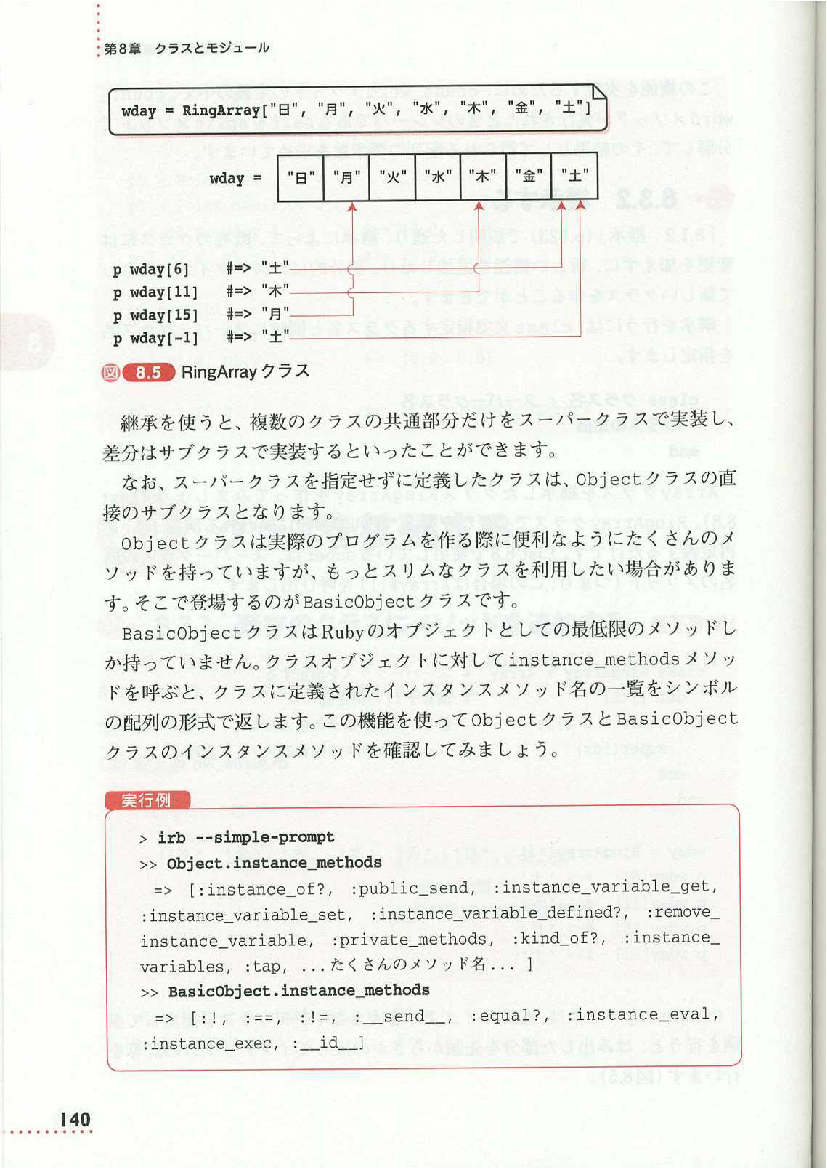 第8章 クラスとモジュール
wday = RingArray["日", "月", "火", "水", "木", "金", "土"]
wday = "日" "月" "火" "水" "木" "金" "土"
p wday[6] #=> "土"
p wday[11] #=> "木"
p wday[15] #=> "月"
p wday[-1] #=> "土"
図 8.5 RingArray クラス
継承を使うと、複数のクラスの共通部分だけをスーパークラスで実装し、
差分はサブクラスで実装するといったことができます。
なお、スーパークラスを指定せずに定義したクラスは、Objectクラスの直
接のサブクラスとなります。
Objectクラスは実際のプログラムを作る際に便利なようにたくさんのメ
ソッドを持っていますが、もっとスリムなクラスを利用したい場合がありま
す。そこで登場するのがBasicObjectクラスです。
BasicObjectクラスはRubyのオブジェクトとしての最低限のメソッドし
か持っていません。クラスオブジェクトに対してinstance_methodsメソッ
ドを呼ぶと、クラスに定義されたインスタンスメソッド名の一覧をシンボル
の配列の形式で返します。この機能を使ってObjectクラスとBasicObject
クラスのインスタンスメソッドを確認してみましょう。
実行例
> irb --simple-prompt
>> Object.instance_methods
=> [:instance_of?, :public_send, :instance_variable_get,
:instance_variable_set, :instance_variable_defined?, :remove_
instance_variable, :private_methods, :kind_of?, :instance_
variables, :tap, ...たくさんのメソッド名... ]
>> BasicObject.instance_methods
=> [:!, :==, :!=, :__send__, :equal?, :instance_eval,
:instance_exec, :__id__]
140